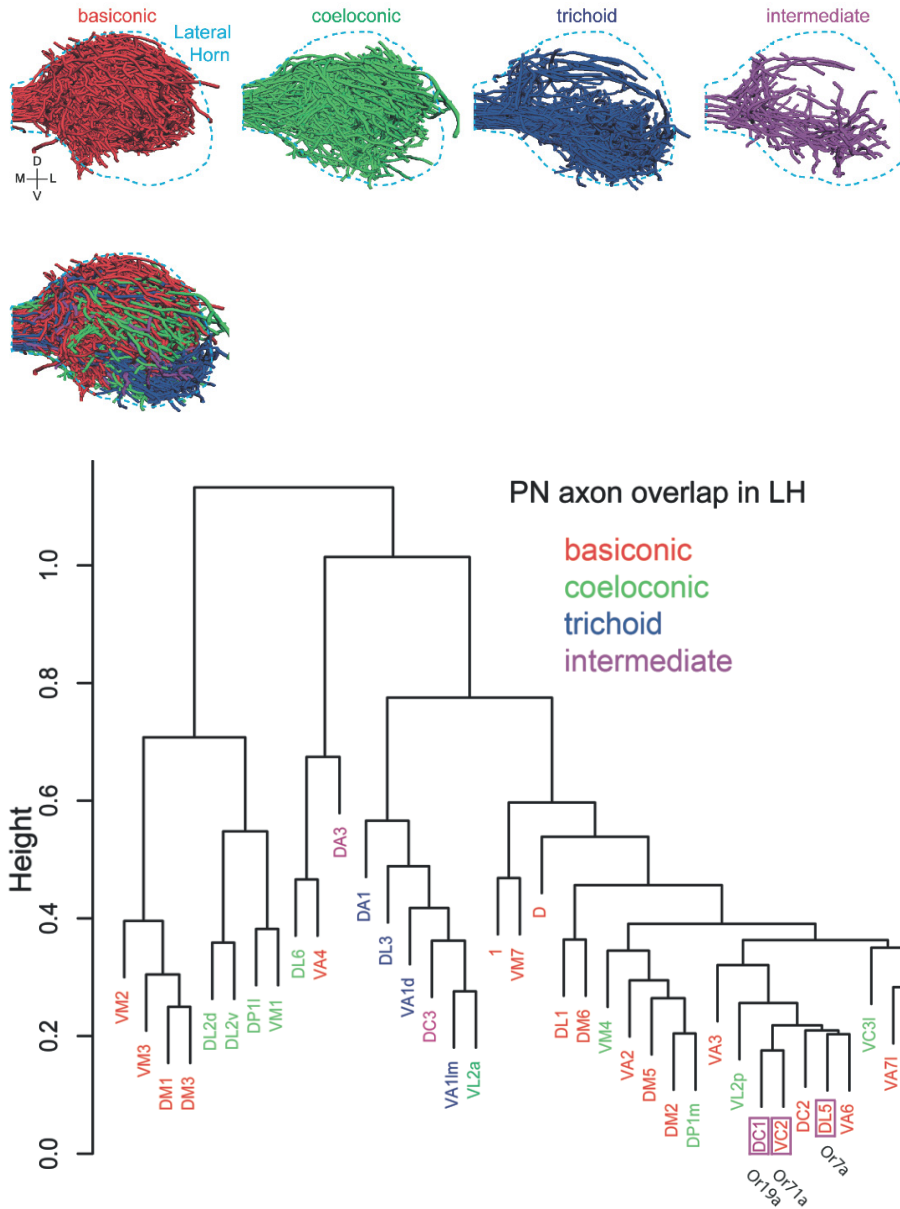 basiconic
coeloconic
trichoid
intermediate
Lateral
Horn
D
M L
V
PN axon overlap in LH
basiconic
coeloconic
trichoid
intermediate
Height
1.0
0.8
0.6
0.4
0.2
0.0
VM2
VM3
DM1
DM3
DL2d
DL2v
DP1l
VM1
DL6
VA4
DA3
DA1
DL3
VA1d
DC3
VA1lm
VL2a
1
VM7
D
DL1
DM6
VM4
VA2
DM5
DM2
DP1m
VA3
VL2p
DC1
VC2
DC2
DL5
VA6
VC3l
VA7l
Or19a
Or71a
Or7a